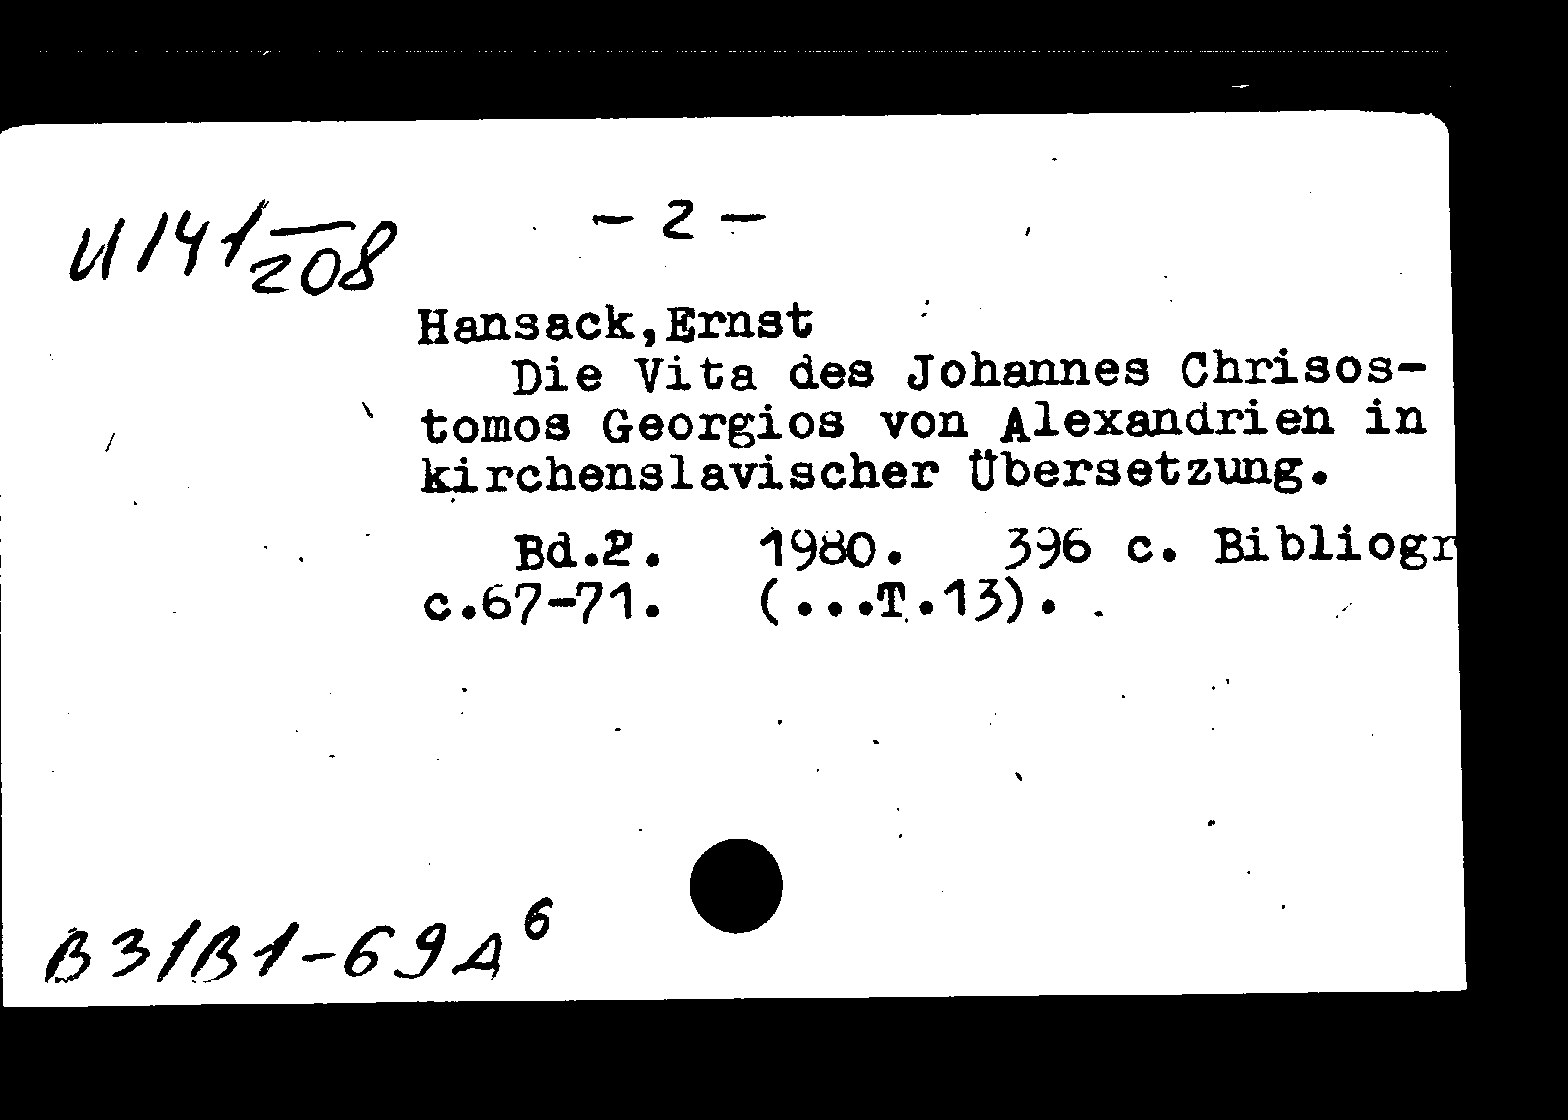 И 141/208
- 2 -
Hansack,Ernst
Die Vita des Johannes Chrisos-
tomos Georgios von Alexandrien in
kirchenslavischer Übersetzung.
Bd.2. 1980. 396 c. Bibliogr
c.67-71. (...T.13).
B31B1-69A6